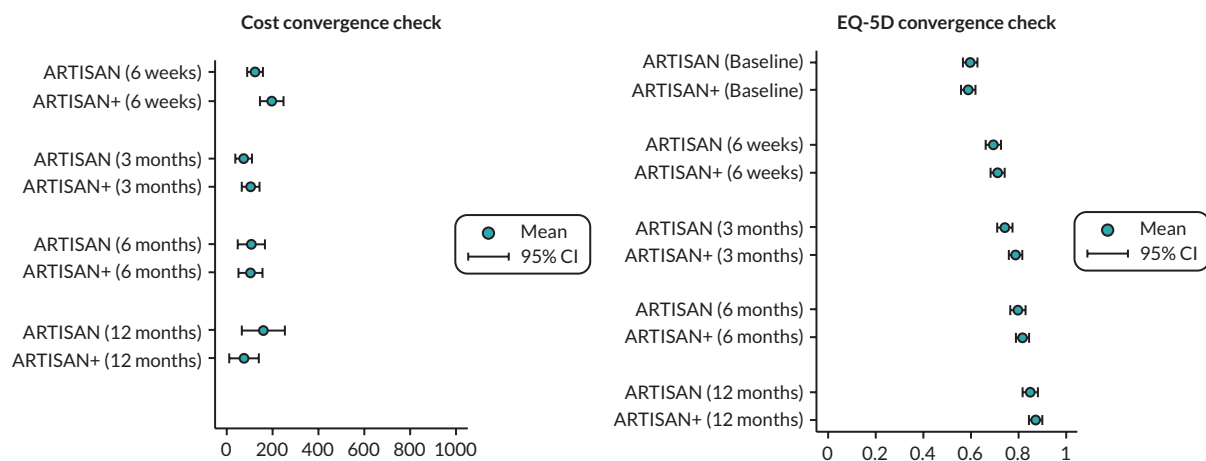 Cost convergence check
ARTISAN (6 weeks)
ARTISAN+ (6 weeks)
ARTISAN (3 months)
ARTISAN+ (3 months)
ARTISAN (6 months)
ARTISAN+ (6 months)
ARTISAN (12 months)
ARTISAN+ (12 months)
0 200 400 600 800 1000
Mean
95% CI
EQ-5D convergence check
ARTISAN (Baseline)
ARTISAN+ (Baseline)
ARTISAN (6 weeks)
ARTISAN+ (6 weeks)
ARTISAN (3 months)
ARTISAN+ (3 months)
ARTISAN (6 months)
ARTISAN+ (6 months)
ARTISAN (12 months)
ARTISAN+ (12 months)
0 0.2 0.4 0.6 0.8 1
Mean
95% CI